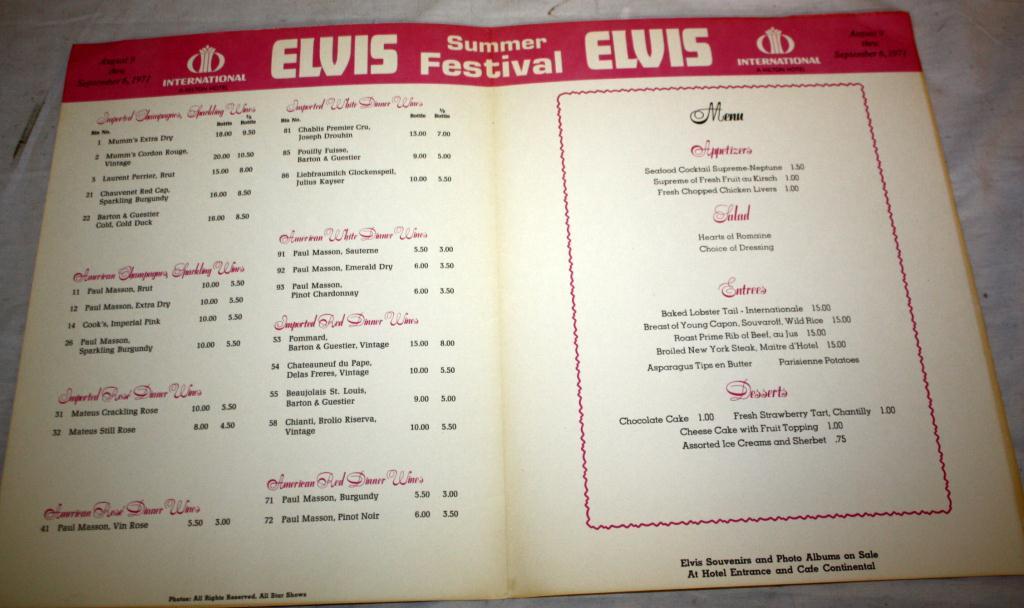 August 9
thru
September 6, 1971
INTERNATIONAL
A HILTON HOTEL
ELVIS
Summer
Festival
ELVIS
INTERNATIONAL
A HILTON HOTEL
August 9
thru
September 6, 1971
Imported Champagnes, Sparkling Wines
Bin No. Bottle ½ Bottle
1 Mumm's Extra Dry 18.00 9.50
2 Mumm's Cordon Rouge,
Vintage 20.00 10.50
3 Laurent Perrier, Brut 15.00 8.00
21 Chauvenet Red Cap,
Sparkling Burgundy 16.00 8.50
22 Barton & Guestier
Cold, Cold Duck 16.00 8.50
American Champagnes, Sparkling Wines
11 Paul Masson, Brut 10.00 5.50
12 Paul Masson, Extra Dry 10.00 5.50
14 Cook's, Imperial Pink 10.00 5.50
26 Paul Masson,
Sparkling Burgundy 10.00 5.50
Imported Rosé Dinner Wines
31 Mateus Crackling Rose 10.00 5.50
32 Mateus Still Rose 8.00 4.50
American Rosé Dinner Wines
41 Paul Masson, Vin Rose 5.50 3.00
Imported White Dinner Wines
Bin No. Bottle ½ Bottle
81 Chablis Premier Cru,
Joseph Drouhin 13.00 7.00
85 Pouilly Fuisse,
Barton & Guestier 9.00 5.00
86 Liebfraumilch Glockenspeil,
Julius Kayser 10.00 5.50
American White Dinner Wines
91 Paul Masson, Sauterne 5.50 3.00
92 Paul Masson, Emerald Dry 6.00 3.50
93 Paul Masson,
Pinot Chardonnay 6.00 3.50
Imported Red Dinner Wines
53 Pommard,
Barton & Guestier, Vintage 15.00 8.00
54 Chateauneuf du Pape,
Delas Freres, Vintage 10.00 5.50
55 Beaujolais St. Louis,
Barton & Guestier 9.00 5.00
58 Chianti, Brolio Riserva,
Vintage 10.00 5.50
American Red Dinner Wines
71 Paul Masson, Burgundy 5.50 3.00
72 Paul Masson, Pinot Noir 6.00 3.50
Photos: All Rights Reserved, All Star Shows
Menu
Appetizers
Seafood Cocktail Supreme-Neptune 1.50
Supreme of Fresh Fruit au Kirsch 1.00
Fresh Chopped Chicken Livers 1.00
Salad
Hearts of Romaine
Choice of Dressing
Entrees
Baked Lobster Tail - Internationale 15.00
Breast of Young Capon, Souvaroff, Wild Rice 15.00
Roast Prime Rib of Beef, au Jus 15.00
Broiled New York Steak, Maitre d'Hotel 15.00
Asparagus Tips en Butter Parisienne Potatoes
Desserts
Chocolate Cake 1.00 Fresh Strawberry Tart, Chantilly 1.00
Cheese Cake with Fruit Topping 1.00
Assorted Ice Creams and Sherbet .75
Elvis Souvenirs and Photo Albums on Sale
At Hotel Entrance and Cafe Continental